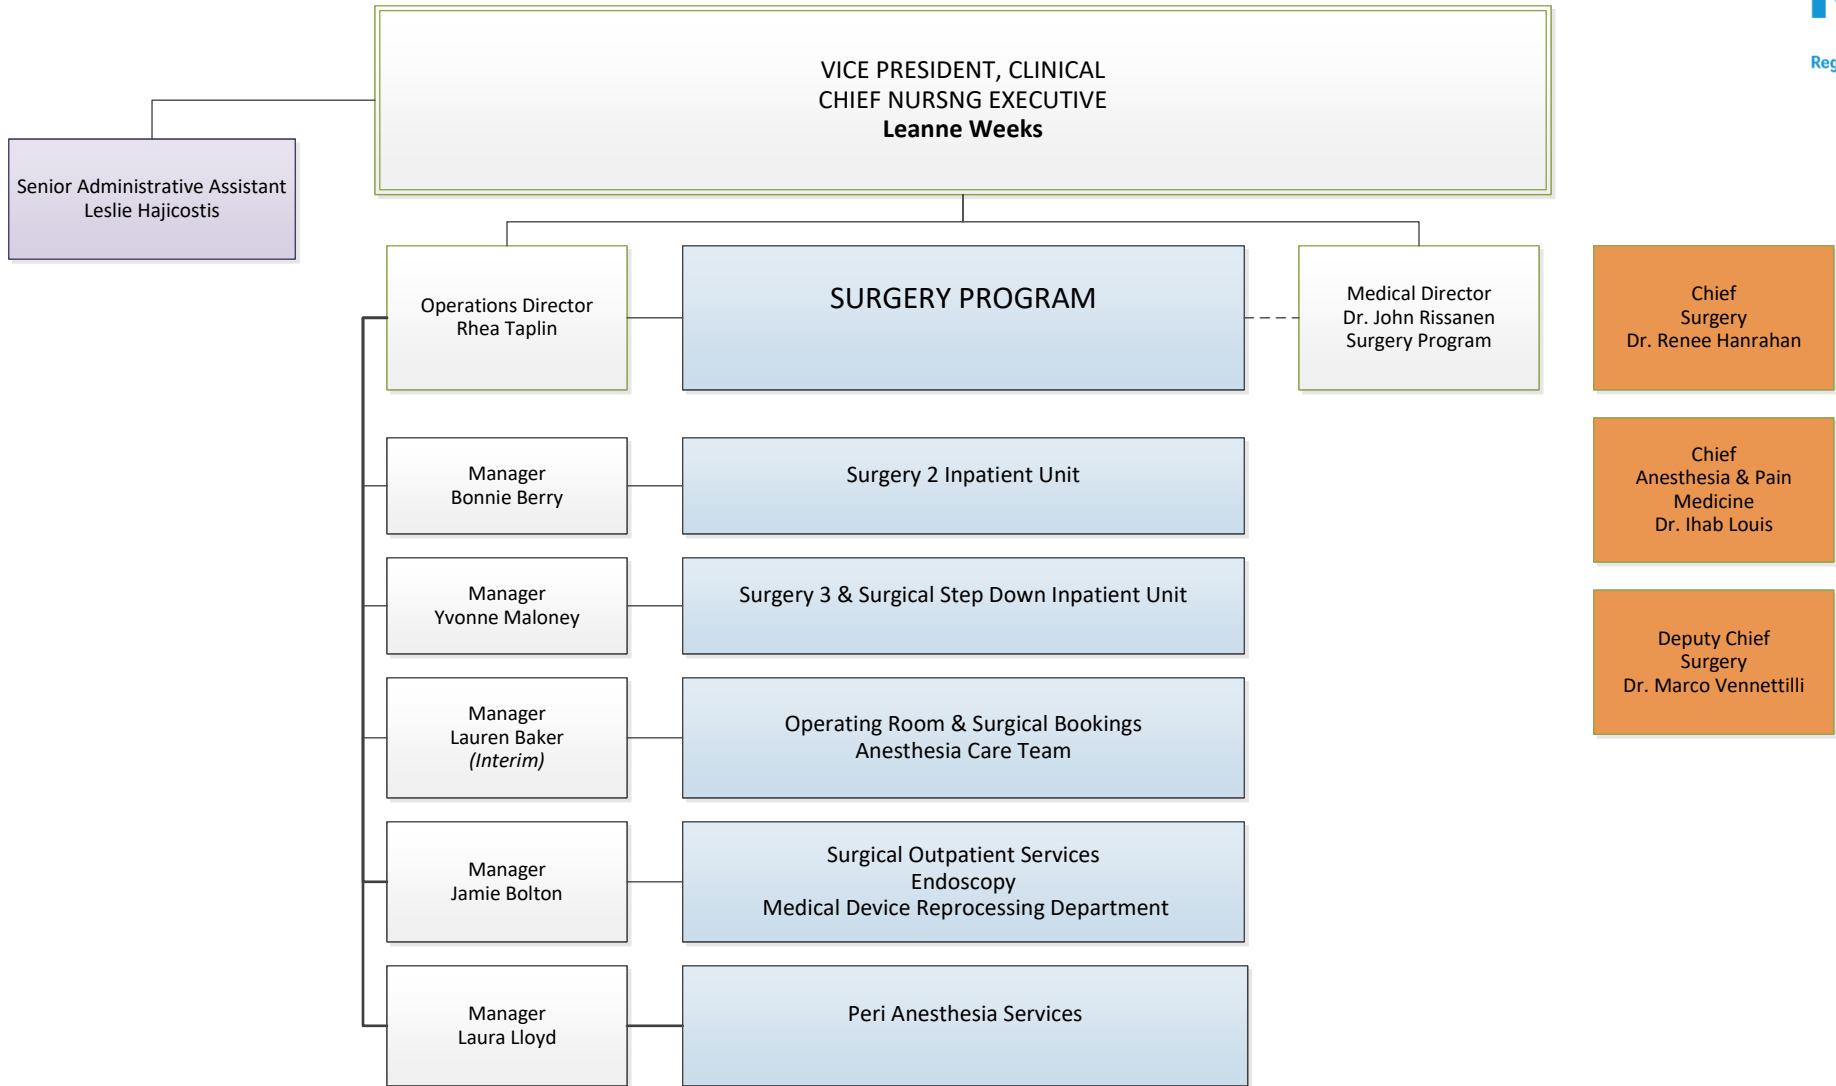 Reg
VICE PRESIDENT, CLINICAL
CHIEF NURSNG EXECUTIVE
Leanne Weeks
Senior Administrative Assistant
Leslie Hajicostis
Operations Director
Rhea Taplin
SURGERY PROGRAM
Medical Director
Dr. John Rissanen
Surgery Program
Chief
Surgery
Dr. Renee Hanrahan
Manager
Bonnie Berry
Surgery 2 Inpatient Unit
Chief
Anesthesia & Pain
Medicine
Dr. Ihab Louis
Manager
Yvonne Maloney
Surgery 3 & Surgical Step Down Inpatient Unit
Deputy Chief
Surgery
Dr. Marco Vennettilli
Manager
Lauren Baker
(Interim)
Operating Room & Surgical Bookings
Anesthesia Care Team
Manager
Jamie Bolton
Surgical Outpatient Services
Endoscopy
Medical Device Reprocessing Department
Manager
Laura Lloyd
Peri Anesthesia Services